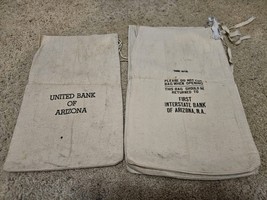 UNITED BANK
OF
ARIZONA
PLEASE DO NOT
BAG WHEN OPENING
THIS BAG SHOULD BE
RETURNED TO
FIRST
INTERSTATE BANK
OF ARIZONA, N.A.